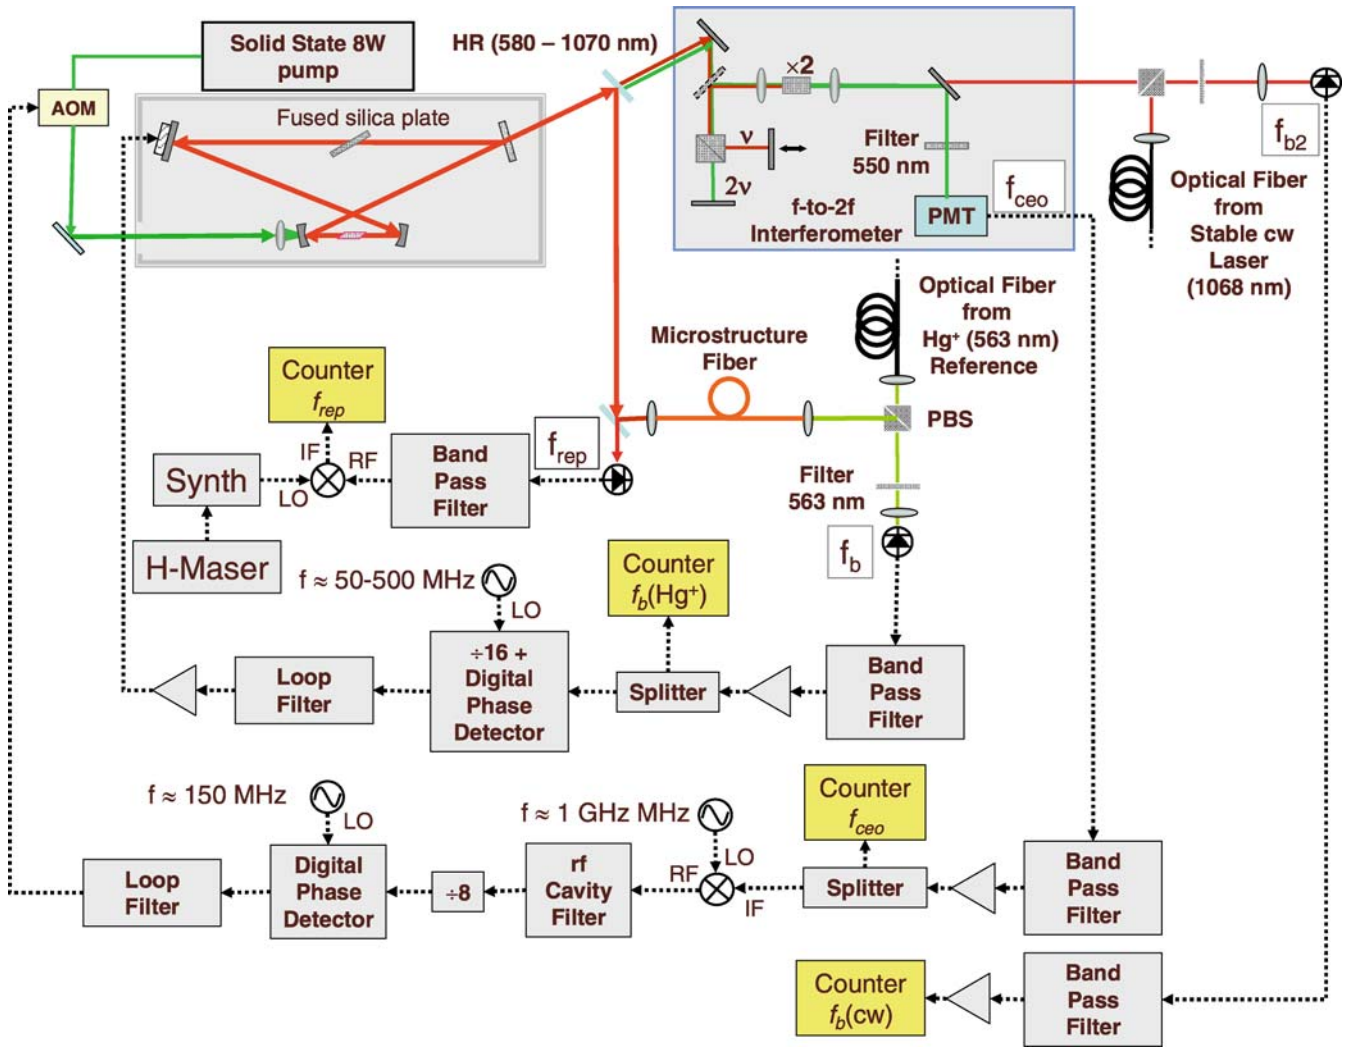 Solid State 8W
pump
HR (580 – 1070 nm)
AOM
Fused silica plate
×2
ν
2ν
Filter
550 nm
f-to-2f
Interferometer
PMT
fceo
fb2
Optical Fiber
from
Stable cw
Laser
(1068 nm)
Optical Fiber
from
Hg+ (563 nm)
Reference
Microstructure
Fiber
PBS
Filter
563 nm
fb
Counter
frep
IF
RF
LO
Synth
H-Maser
Band
Pass
Filter
frep
f ≈ 50-500 MHz
LO
Counter
fb(Hg+)
Loop
Filter
÷16 +
Digital
Phase
Detector
Splitter
Band
Pass
Filter
f ≈ 150 MHz
LO
f ≈ 1 GHz MHz
LO
RF
IF
Counter
fceo
Loop
Filter
Digital
Phase
Detector
÷8
rf
Cavity
Filter
Splitter
Band
Pass
Filter
Counter
fb(cw)
Band
Pass
Filter